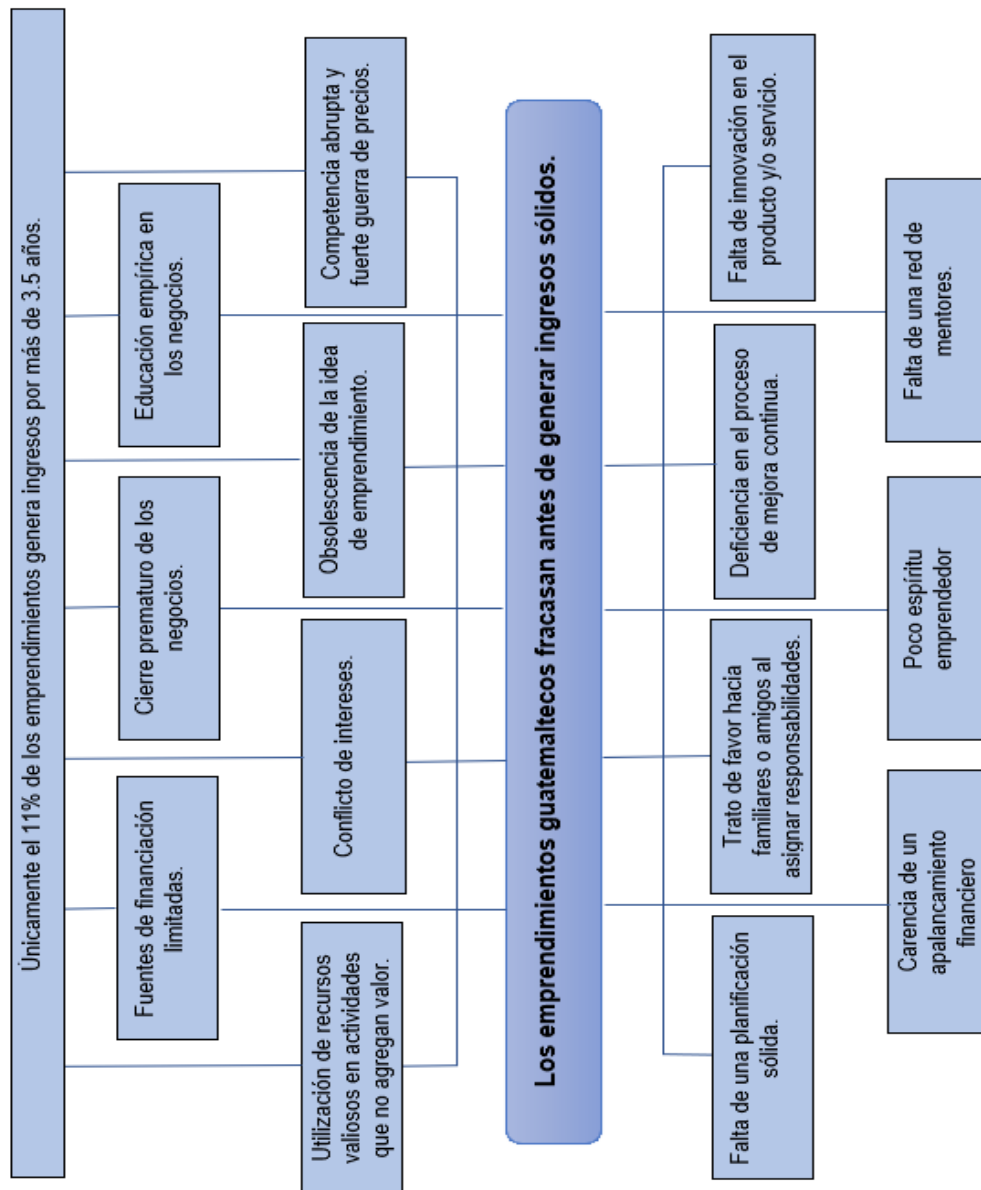 Únicamente el 11% de los emprendimientos genera ingresos por más de 3.5 años.
Fuentes de financiación
limitadas.
Cierre prematuro de los
negocios.
Educación empírica en
los negocios.
Utilización de recursos
valiosos en actividades
que no agregan valor.
Conflicto de intereses.
Obsolescencia de la idea
de emprendimiento.
Competencia abrupta y
fuerte guerra de precios.
Los emprendimientos guatemaltecos fracasan antes de generar ingresos sólidos.
Falta de una planificación
sólida.
Trato de favor hacia
familiares o amigos al
asignar responsabilidades.
Deficiencia en el proceso
de mejora continua.
Falta de innovación en el
producto y/o servicio.
Carencia de un
apalancamiento
financiero
Poco espíritu
emprendedor
Falta de una red de
mentores.